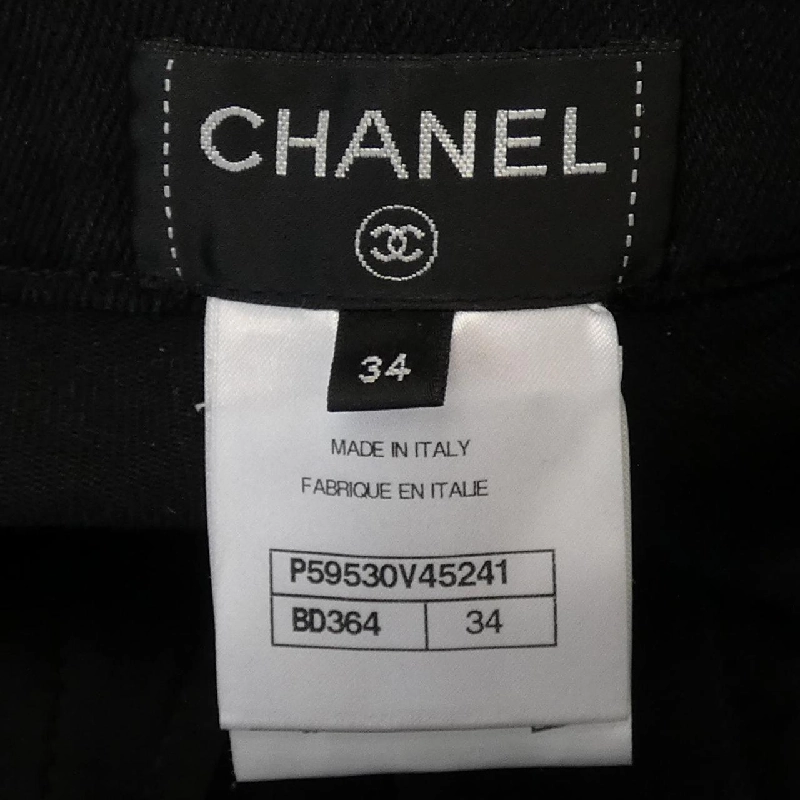 CHANEL
34
MADE IN ITALY
FABRIQUE EN ITALIE
P59530V45241
BD364 34